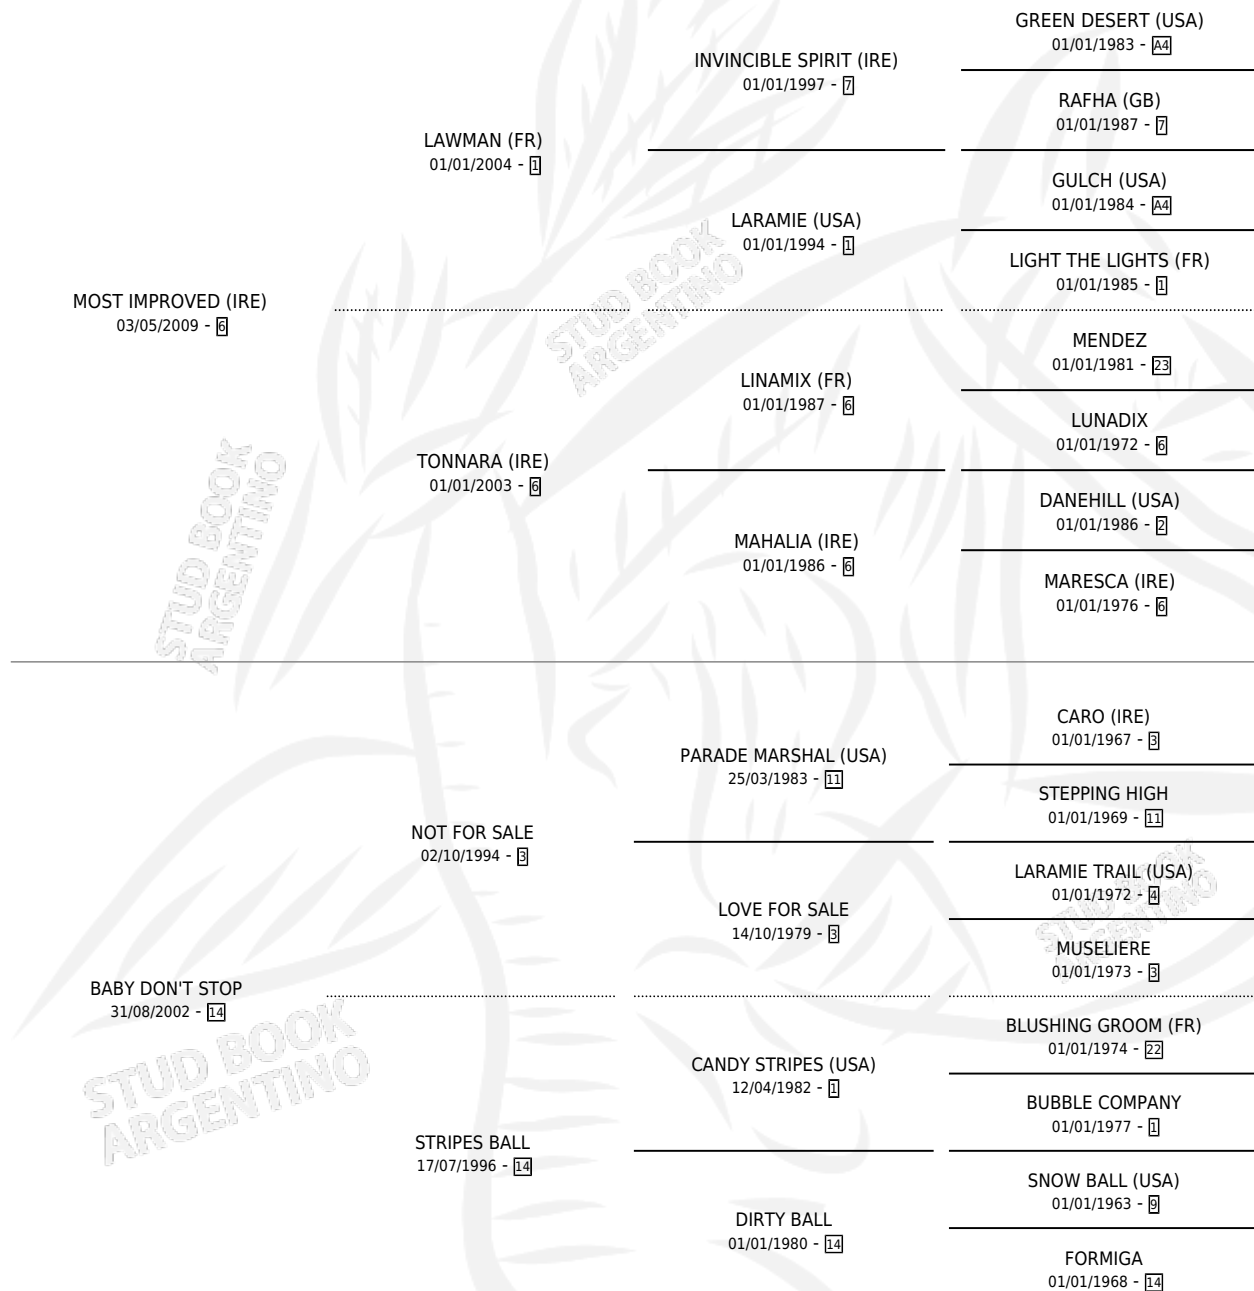 GREEN DESERT (USA)
01/01/1983 - A4
INVINCIBLE SPIRIT (IRE)
01/01/1997 - 7
RAFHA (GB)
01/01/1987 - 7
LAWMAN (FR)
01/01/2004 - 1
GULCH (USA)
01/01/1984 - A4
LARAMIE (USA)
01/01/1994 - 1
LIGHT THE LIGHTS (FR)
01/01/1985 - 1
MOST IMPROVED (IRE)
03/05/2009 - 6
MENDEZ
01/01/1981 - 23
LINAMIX (FR)
01/01/1987 - 6
LUNADIX
01/01/1972 - 6
TONNARA (IRE)
01/01/2003 - 6
DANEHILL (USA)
01/01/1986 - 2
MAHALIA (IRE)
01/01/1986 - 6
MARESCA (IRE)
01/01/1976 - 6
CARO (IRE)
01/01/1967 - 3
PARADE MARSHAL (USA)
25/03/1983 - 11
STEPPING HIGH
01/01/1969 - 11
NOT FOR SALE
02/10/1994 - 3
LARAMIE TRAIL (USA)
01/01/1972 - 4
LOVE FOR SALE
14/10/1979 - 3
MUSELIERE
01/01/1973 - 3
BABY DON'T STOP
31/08/2002 - 14
BLUSHING GROOM (FR)
01/01/1974 - 22
CANDY STRIPES (USA)
12/04/1982 - 1
BUBBLE COMPANY
01/01/1977 - 1
STRIPES BALL
17/07/1996 - 14
SNOW BALL (USA)
01/01/1963 - 9
DIRTY BALL
01/01/1980 - 14
FORMIGA
01/01/1968 - 14
STUD BOOK
ARGENTINO
STUD BOOK
ARGENTINO
STUD BOOK
ARGENTINO
STUD BOOK
ARGENTINO